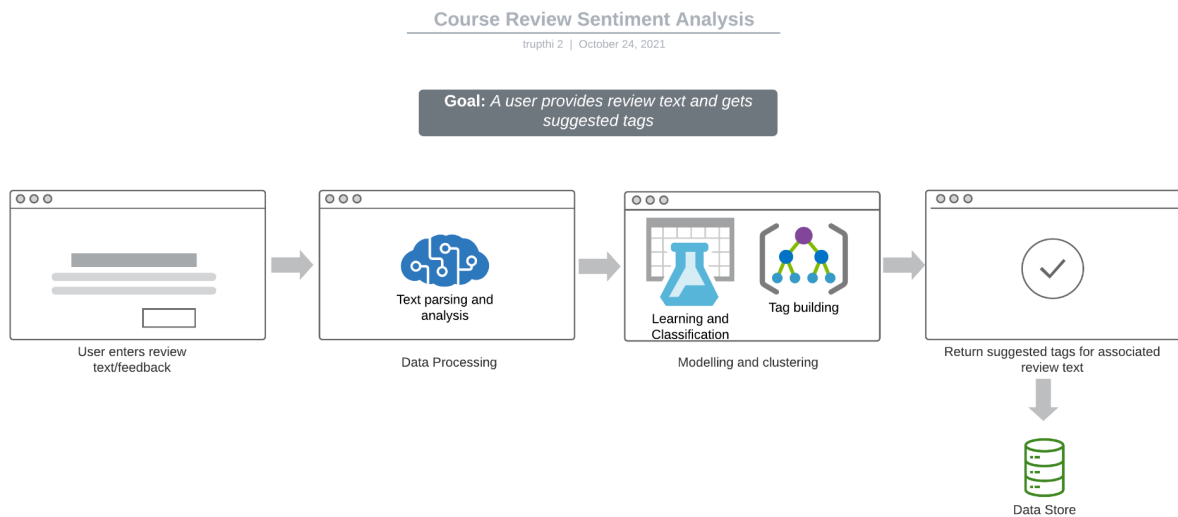 Course Review Sentiment Analysis
trupthi 2 | October 24, 2021
Goal: A user provides review text and gets
suggested tags
User enters review
text/feedback
Text parsing and
analysis
Data Processing
Learning and
Classification
Tag building
Modelling and clustering
Return suggested tags for associated
review text
Data Store